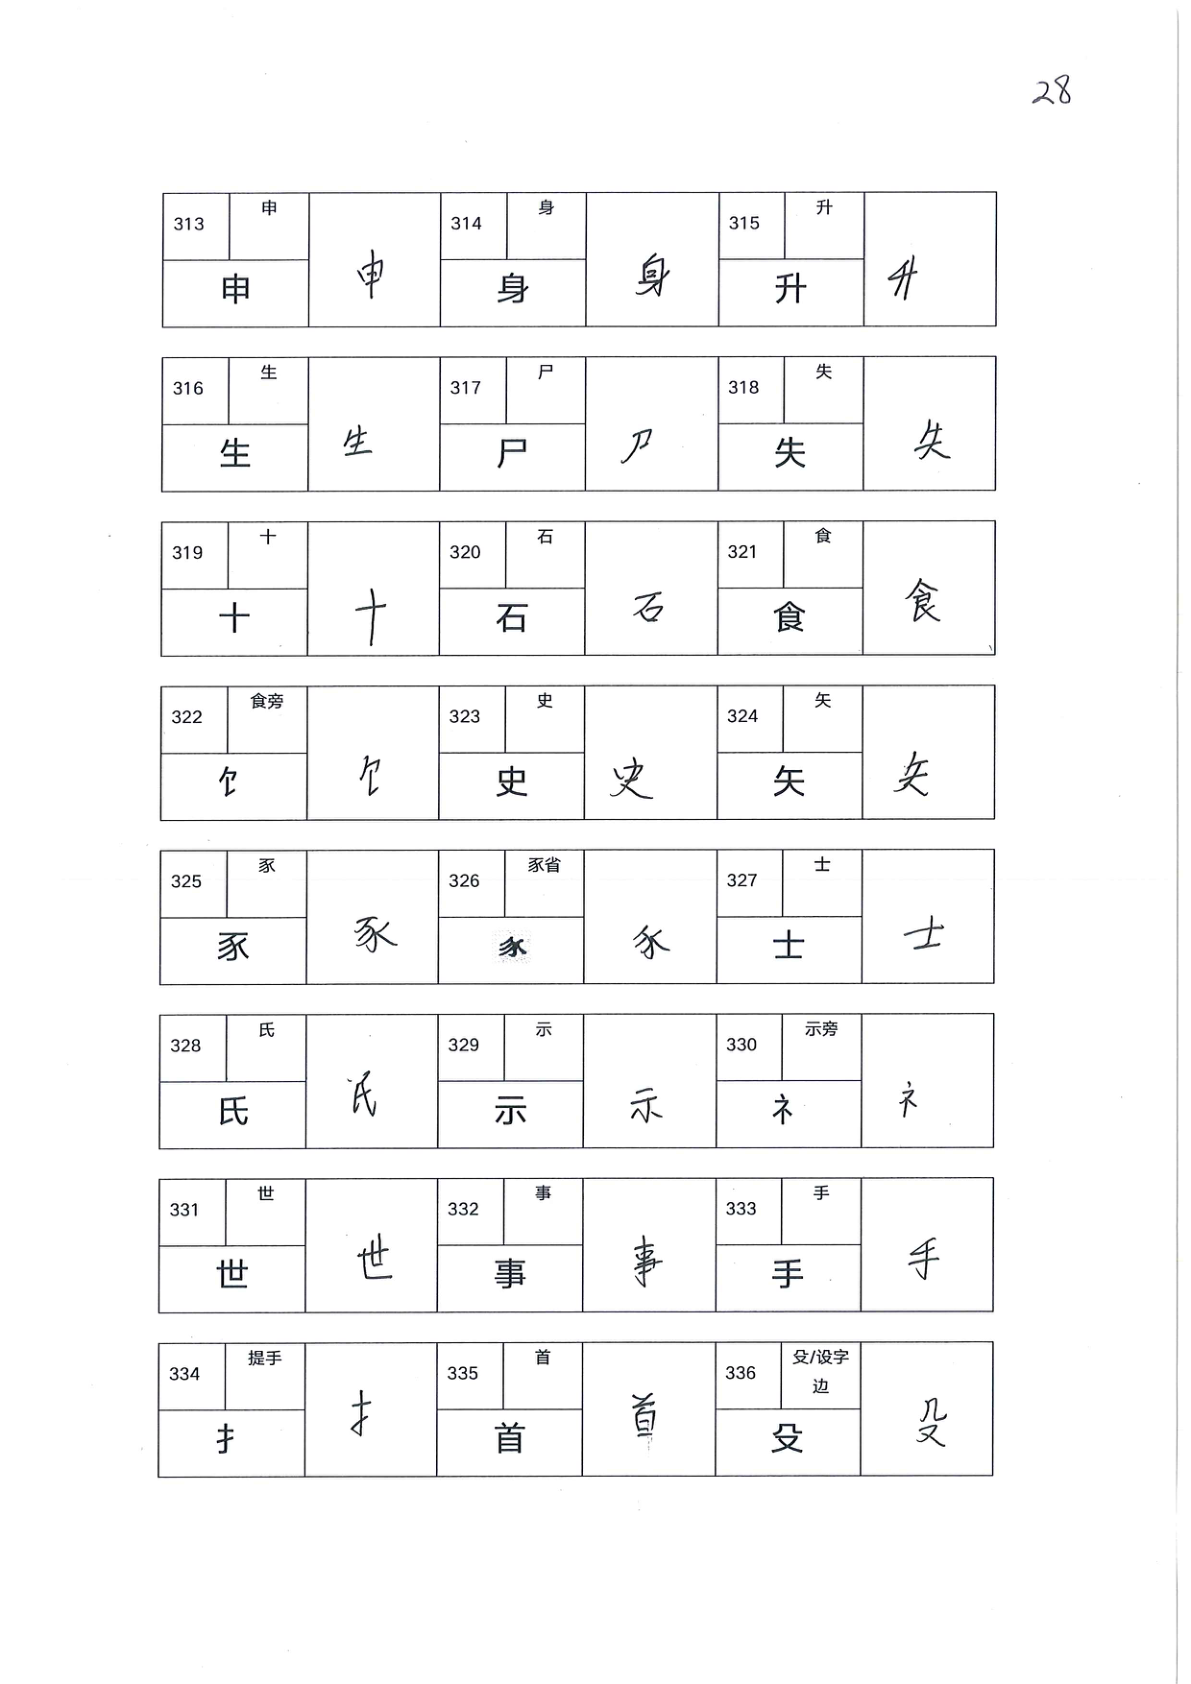 28
313 申 申 314 身 身 315 升 升
申 身 升
316 生 生 317 尸 尸 318 失 失
生 尸 失
319 十 十 320 石 石 321 食 食
十 石 食
322 食旁 饣 323 史 史 324 矢 矢
饣 史 矢
325 豕 豕 326 豕省 327 士 士
豕 士
328 氏 氏 329 示 示 330 示旁 礻
氏 示 礻
331 世 世 332 事 事 333 手 手
世 事 手
334 提手 扌 335 首 首 336 殳/设字边 殳
扌 首 殳